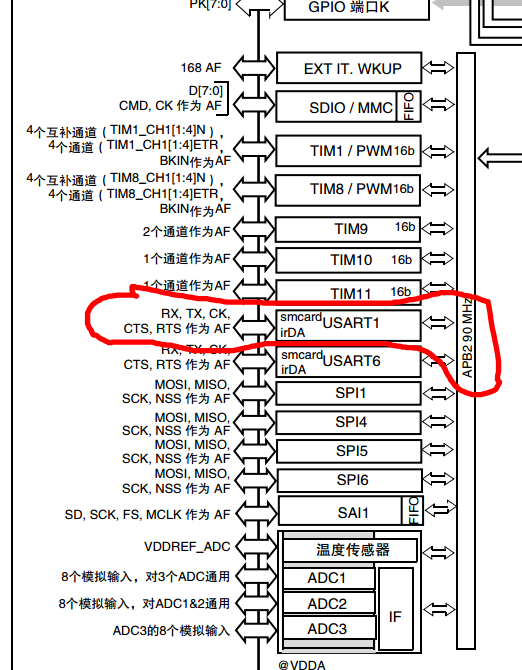 PK[7:0]
GPIO 端口K
168 AF
EXT IT. WKUP
D[7:0]
CMD, CK 作为 AF
SDIO / MMC
FIFO
4个互补通道（TIM1_CH1[1:4]N），
4个通道（TIM1_CH1[1:4]ETR,
BKIN作为AF
TIM1 / PWM 16b
4个互补通道（TIM8_CH1[1:4]N），
4个通道（TIM8_CH1[1:4]ETR,
BKIN作为AF
TIM8 / PWM 16b
2个通道作为AF
TIM9
16b
1个通道作为AF
TIM10
16b
1个通道作为AF
TIM11
16b
RX, TX, CK,
CTS, RTS 作为 AF
smcard
irDA
USART1
RX, TX, CK,
CTS, RTS 作为 AF
smcard
irDA
USART6
MOSI, MISO,
SCK, NSS 作为 AF
SPI1
MOSI, MISO,
SCK, NSS 作为 AF
SPI4
MOSI, MISO,
SCK, NSS 作为 AF
SPI5
MOSI, MISO,
SCK, NSS 作为 AF
SPI6
SD, SCK, FS, MCLK 作为 AF
SAI1
FIFO
APB2 90 MHz
VDDREF_ADC
温度传感器
8个模拟输入，对3个ADC通用
ADC1
8个模拟输入，对ADC1&2通用
ADC2
IF
ADC3的8个模拟输入
ADC3
@VDDA